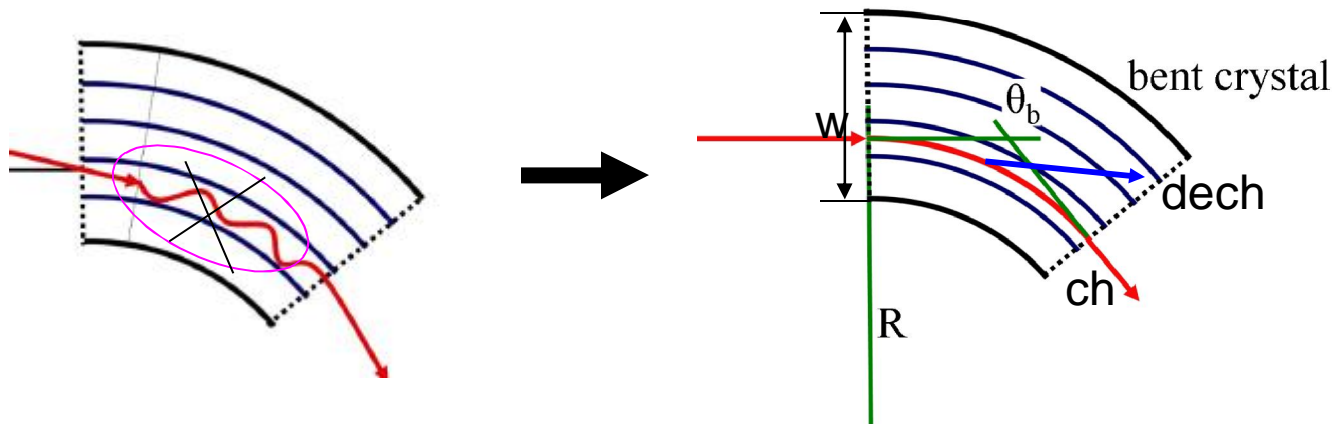 bent crystal
θb
w
dech
ch
R